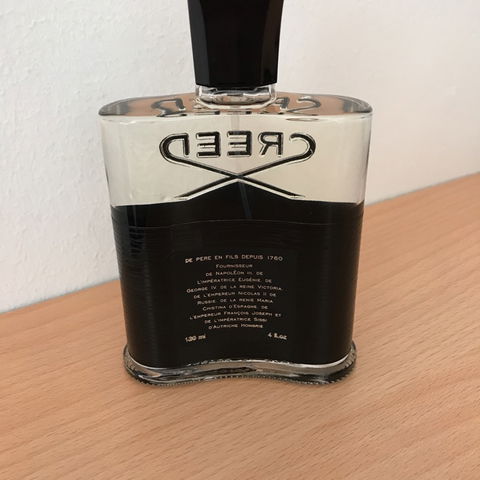 CREED
DE PERE EN FILS DEPUIS 1760
FOURNISSEUR
DE NAPOLÉON III, DE
L'IMPÉRATRICE EUGÉNIE, DE
GEORGE IV, DE LA REINE VICTORIA,
DE L'EMPEREUN NICOLAS II DE
RUSSIE, DE LA RENIE MARIA
CRISTINA D'ESPAGNE, DE
L'EMPEREUR FRANÇOIS JOSEPH ET
DE L'IMPÉRATRICE SISSI
D'AUTRICHE HONGRIE
120 ml 4 fl.oz